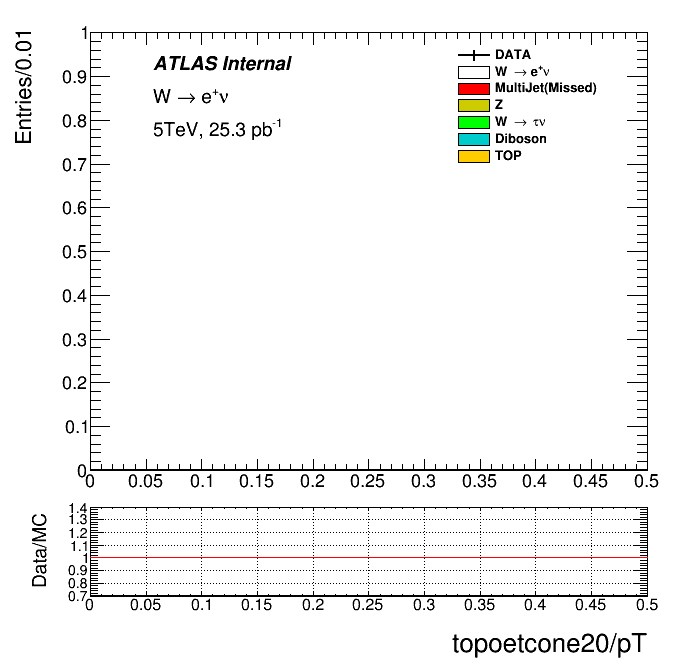 Entries/0.01
1
0.9
0.8
0.7
0.6
0.5
0.4
0.3
0.2
0.1
0
ATLAS Internal
W → e⁺ν
5TeV, 25.3 pb⁻¹
DATA
W → e⁺ν
MultiJet(Missed)
Z
W → τν
Diboson
TOP
0 0.05 0.1 0.15 0.2 0.25 0.3 0.35 0.4 0.45 0.5
Data/MC
1.4
1.3
1.2
1.1
1
0.9
0.8
0.7
0 0.05 0.1 0.15 0.2 0.25 0.3 0.35 0.4 0.45 0.5
topoetcone20/pT